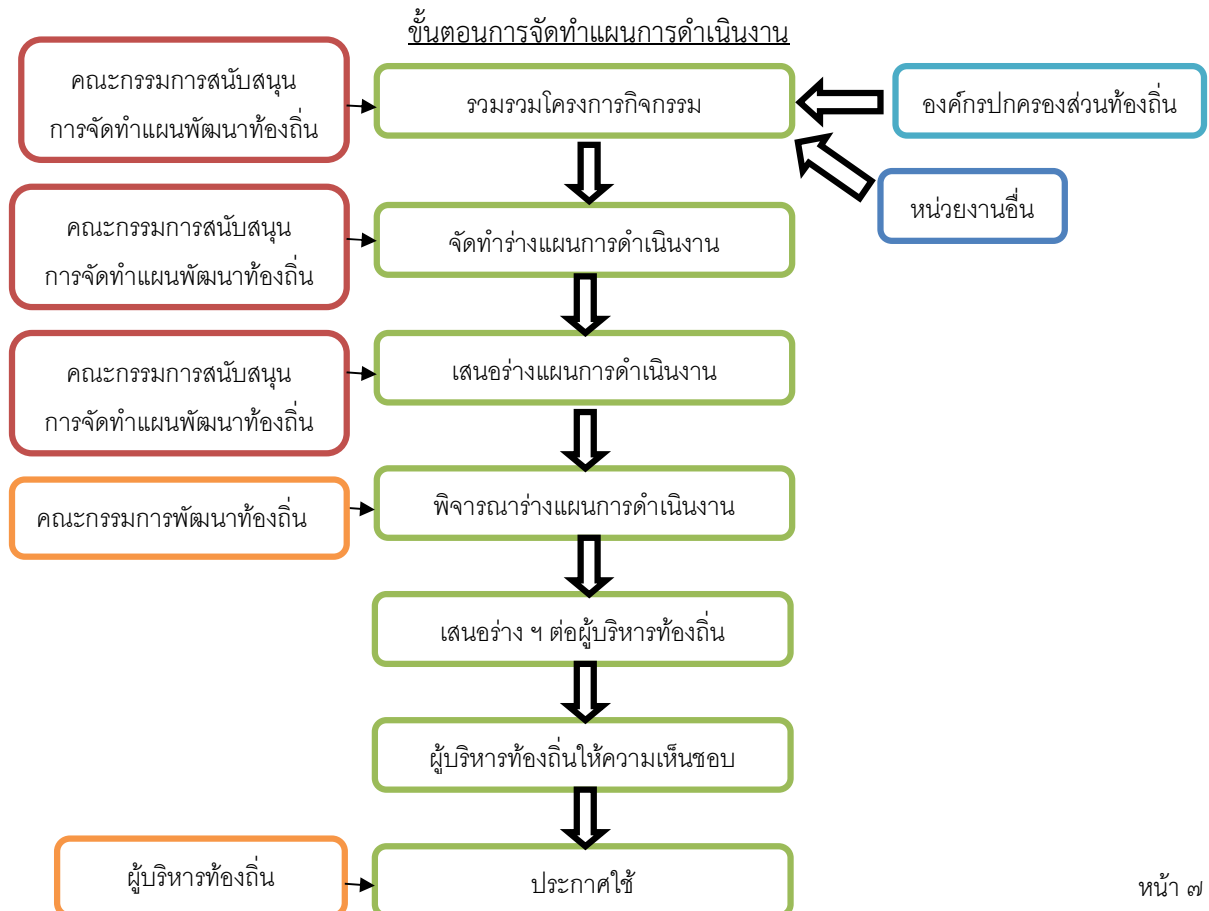 ขั้นตอนการจัดทำแผนการดำเนินงาน
คณะกรรมการสนับสนุน
การจัดทำแผนพัฒนาท้องถิ่น
รวมรวมโครงการกิจกรรม
องค์กรปกครองส่วนท้องถิ่น
หน่วยงานอื่น
คณะกรรมการสนับสนุน
การจัดทำแผนพัฒนาท้องถิ่น
จัดทำร่างแผนการดำเนินงาน
คณะกรรมการสนับสนุน
การจัดทำแผนพัฒนาท้องถิ่น
เสนอร่างแผนการดำเนินงาน
คณะกรรมการพัฒนาท้องถิ่น
พิจารณาร่างแผนการดำเนินงาน
เสนอร่าง ฯ ต่อผู้บริหารท้องถิ่น
ผู้บริหารท้องถิ่นให้ความเห็นชอบ
ผู้บริหารท้องถิ่น
ประกาศใช้
หน้า ๗